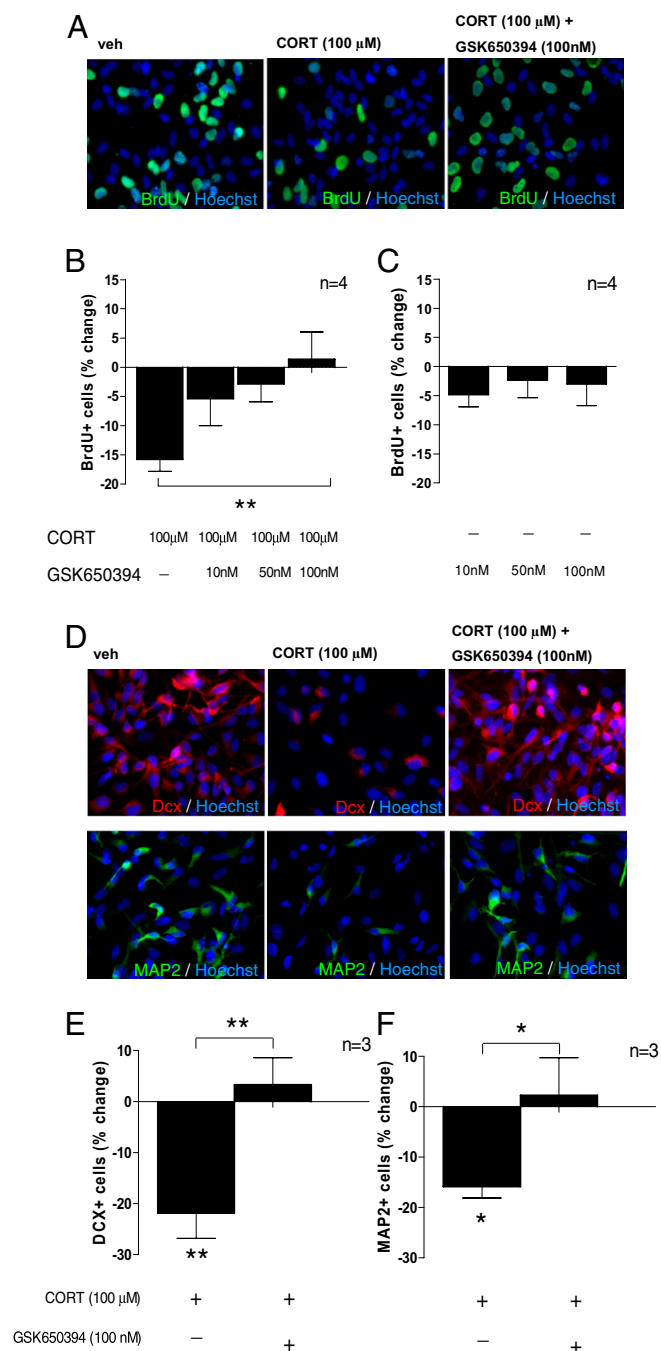 A
veh
CORT (100 μM)
CORT (100 μM) +
GSK650394 (100nM)
BrdU / Hoechst
BrdU / Hoechst
BrdU / Hoechst
B
n=4
BrdU+ cells (% change)
15
10
5
0
-5
-10
-15
-20
**
C
n=4
BrdU+ cells (% change)
15
10
5
0
-5
-10
-15
-20
CORT 100μM 100μM 100μM 100μM – – –
GSK650394 – 10nM 50nM 100nM 10nM 50nM 100nM
D
veh
CORT (100 μM)
CORT (100 μM) +
GSK650394 (100nM)
Dcx / Hoechst
Dcx / Hoechst
Dcx / Hoechst
MAP2 / Hoechst
MAP2 / Hoechst
MAP2 / Hoechst
E
**
n=3
DCX+ cells (% change)
10
0
-10
-20
-30
**
F
*
n=3
MAP2+ cells (% change)
10
0
-10
-20
-30
*
CORT (100 μM) + + + +
GSK650394 (100 nM) – + – +